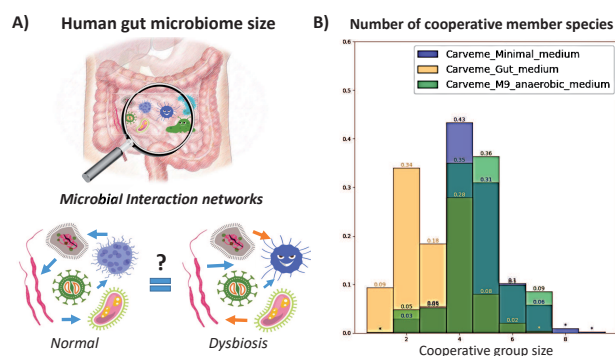 A)
Human gut microbiome size
Microbial Interaction networks
?
Normal
Dysbiosis
B)
Number of cooperative member species
Carveme_Minimal_medium
Carveme_Gut_medium
Carveme_M9_anaerobic_medium
0.6
0.5
0.4
0.3
0.2
0.1
0.0
0.43
0.36
0.35
0.34
0.31
0.28
0.18
0.1
0.09
0.09
0.08
0.06
0.05
0.03
0.02
*
*
*
*
2
4
6
8
Cooperative group size